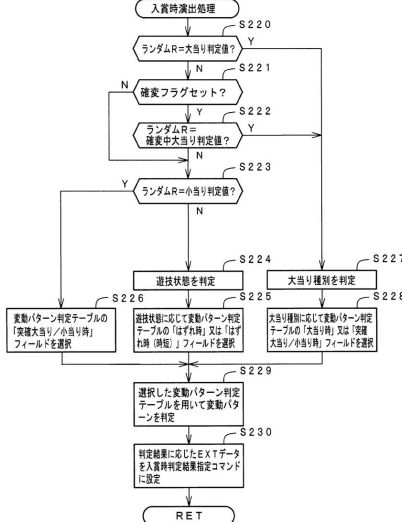 入賞時演出処理
S220
ランダムR=大当り判定値?
Y
N
S221
N
確変フラグセット?
Y
S222
ランダムR=
確変中大当り判定値?
Y
N
S223
Y
ランダムR=小当り判定値?
N
S224
遊技状態を判定
S227
大当り種別を判定
S226
変動パターン判定テーブルの
「突確大当り/小当り時」
フィールドを選択
S225
遊技状態に応じて変動パターン判定
テーブルの「はずれ時」又は「はず
れ時(時短)」フィールドを選択
S228
大当り種別に応じて変動パターン判定
テーブルの「大当り時」又は「突確
大当り/小当り時」フィールドを選択
S229
選択した変動パターン判定
テーブルを用いて変動パタ
ーンを判定
S230
判定結果に応じたEXTデータ
を入賞時判定結果指定コマンド
に設定
RET